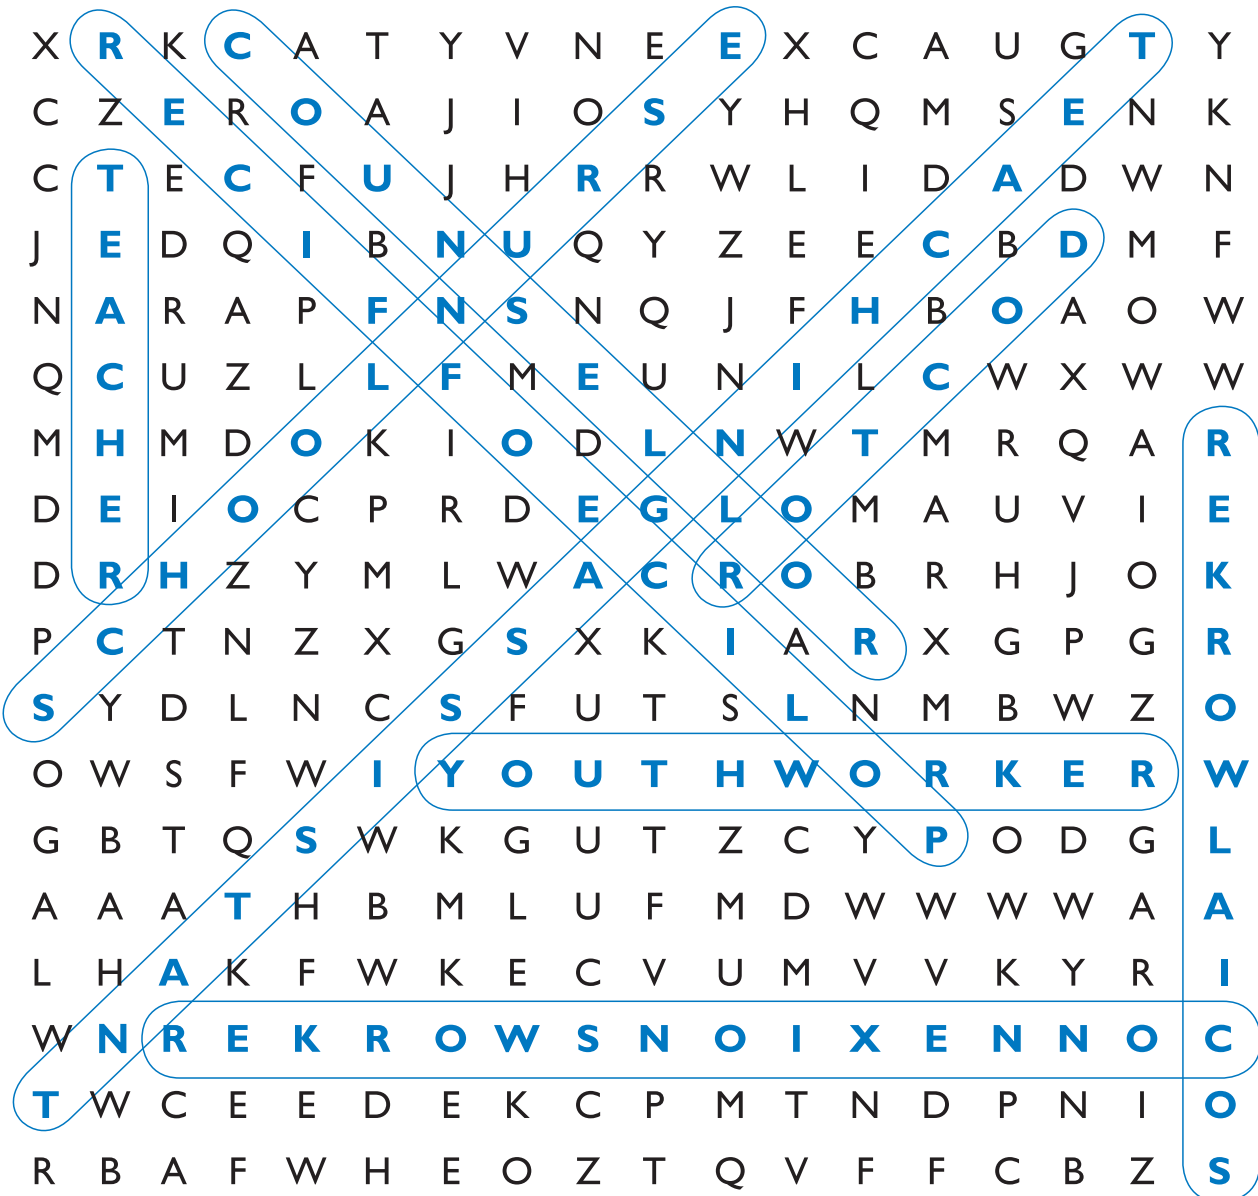 X R K C A T Y V N E E X C A U G T Y
C Z E R O A J I O S Y H Q M S E N K
C T E C F U J H R R W L I D A D W N
J E D Q I B N U Q Y Z E E C B D M F
N A R A P F N S N Q J F H B O A O W
Q C U Z L L F M E U N I L C W X W W
M H M D O K I O D L N W T M R Q A R
D E I O C P R D E G L O M A U V I E
D R H Z Y M L W A C R O B R H J O K
P C T N Z X G S X K I A R X G P G R
S Y D L N C S F U T S L N M B W Z O
O W S F W I Y O U T H W O R K E R W
G B T Q S W K G U T Z C Y P O D G L
A A A T H B M L U F M D W W W W A A
L H A K F W K E C V U M V V K Y R I
W N R E K R O W S N O I X E N N O C
T W C E E D E K C P M T N D P N I O
R B A F W H E O Z T Q V F F C B Z S